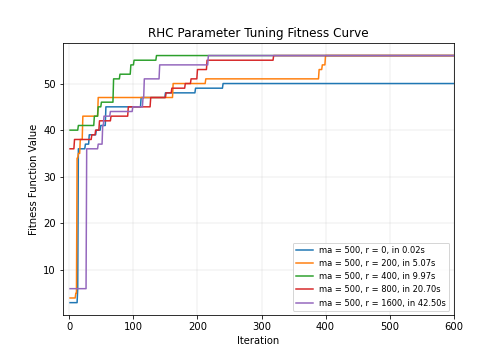 RHC Parameter Tuning Fitness Curve
Fitness Function Value
50
40
30
20
10
ma = 500, r = 0, in 0.02s
ma = 500, r = 200, in 5.07s
ma = 500, r = 400, in 9.97s
ma = 500, r = 800, in 20.70s
ma = 500, r = 1600, in 42.50s
0 100 200 300 400 500 600
Iteration